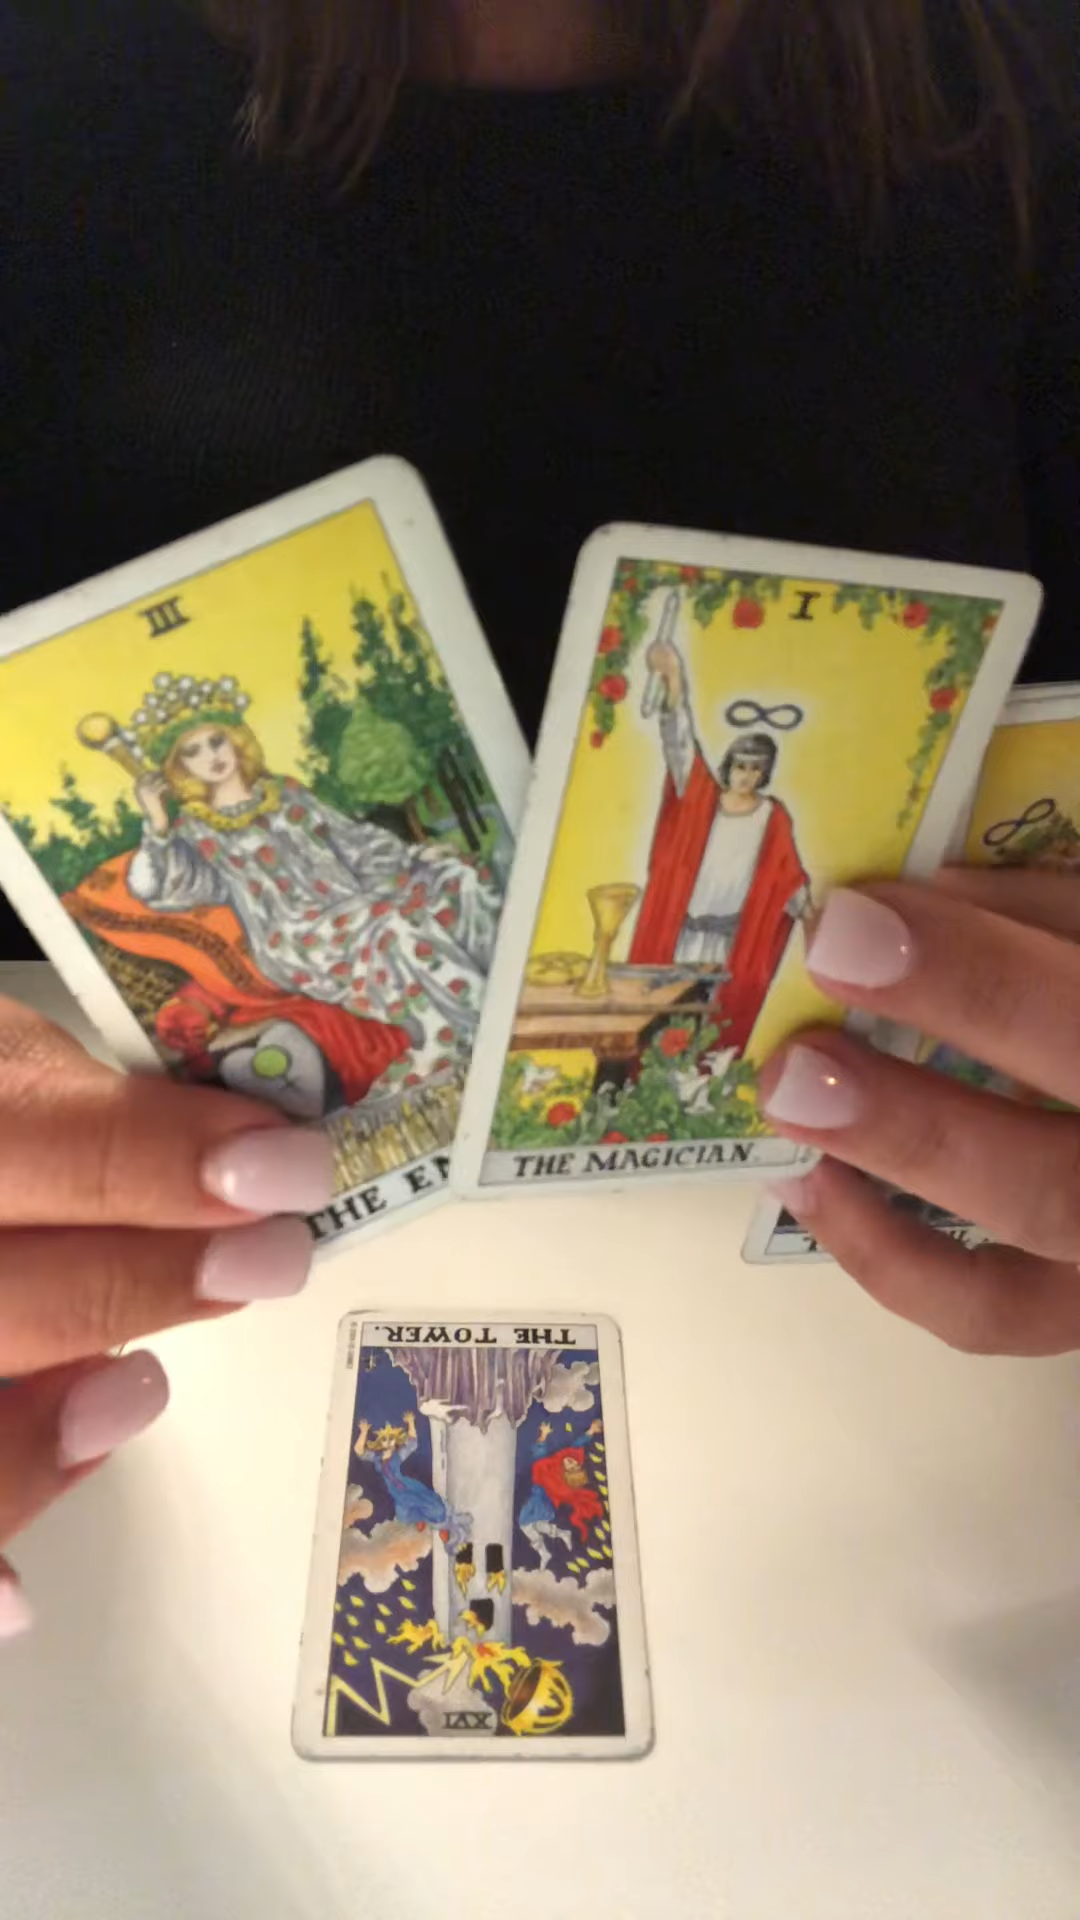 III
I
THE EM
THE MAGICIAN.
THE TOWER.
XVI